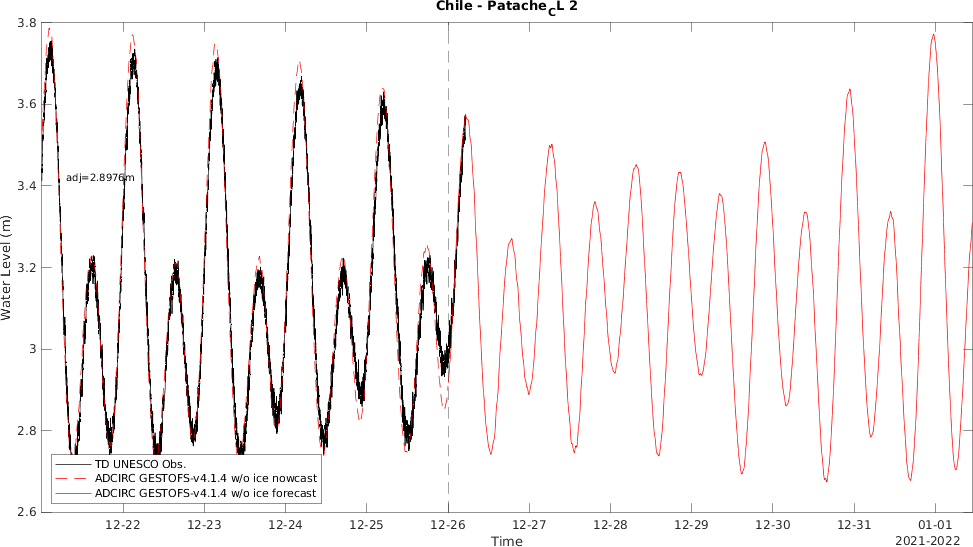 Chile - Patache_CL 2
3.8
3.6
3.4
3.2
3
2.8
2.6
Water Level (m)
adj=2.8976m
TD UNESCO Obs.
ADCIRC GESTOFS-v4.1.4 w/o ice nowcast
ADCIRC GESTOFS-v4.1.4 w/o ice forecast
12-22 12-23 12-24 12-25 12-26 12-27 12-28 12-29 12-30 12-31 01-01
Time
2021-2022